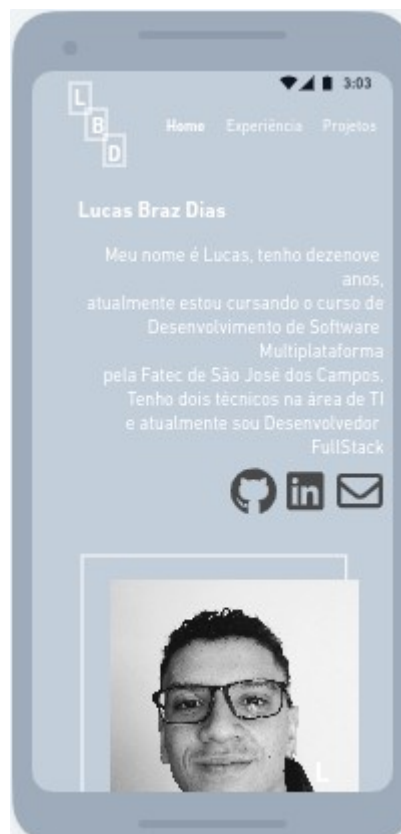 3:03
L
B
D
Home Experiência Projetos
Lucas Braz Dias
Meu nome é Lucas, tenho dezenove
anos,
atualmente estou cursando o curso de
Desenvolvimento de Software
Multiplataforma
pela Fatec de São José dos Campos,
Tenho dois técnicos na área de TI
e atualmente sou Desenvolvedor
FullStack
in
L